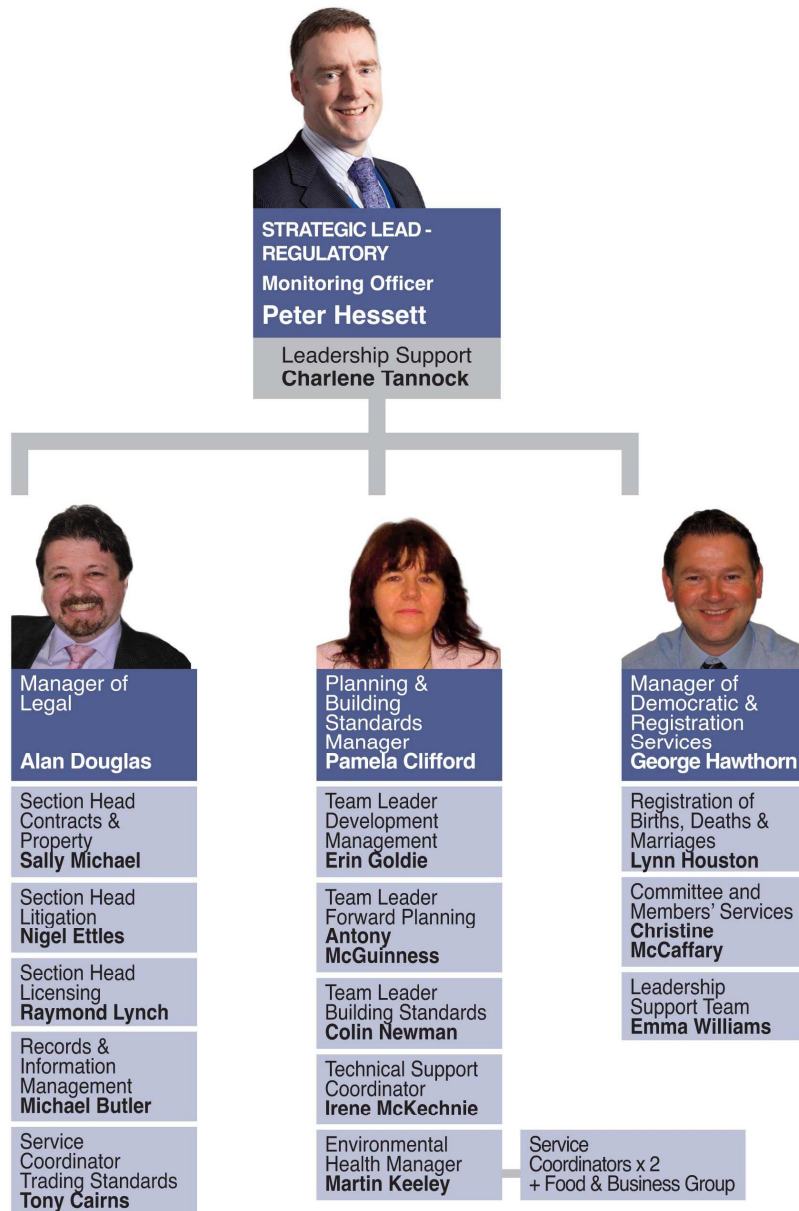 STRATEGIC LEAD -
REGULATORY
Monitoring Officer
Peter Hessett
Leadership Support
Charlene Tannock
Manager of
Legal
Alan Douglas
Section Head
Contracts &
Property
Sally Michael
Section Head
Litigation
Nigel Ettles
Section Head
Licensing
Raymond Lynch
Records &
Information
Management
Michael Butler
Service
Coordinator
Trading Standards
Tony Cairns
Planning &
Building
Standards
Manager
Pamela Clifford
Team Leader
Development
Management
Erin Goldie
Team Leader
Forward Planning
Antony
McGuinness
Team Leader
Building Standards
Colin Newman
Technical Support
Coordinator
Irene McKechnie
Environmental
Health Manager
Martin Keeley
Service
Coordinators x 2
+ Food & Business Group
Manager of
Democratic &
Registration
Services
George Hawthorn
Registration of
Births, Deaths &
Marriages
Lynn Houston
Committee and
Members’ Services
Christine
McCaffary
Leadership
Support Team
Emma Williams